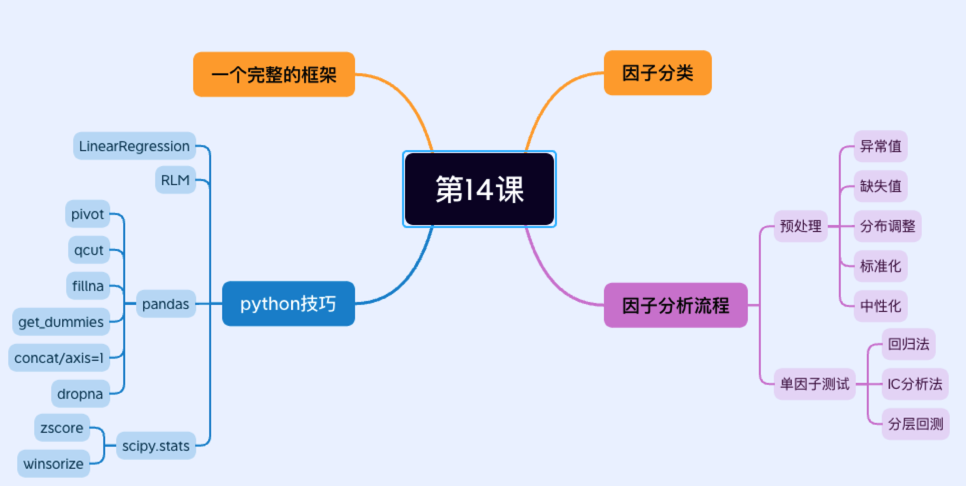 第14课
一个完整的框架
因子分类
python技巧
LinearRegression
RLM
pandas
pivot
qcut
fillna
get_dummies
concat/axis=1
dropna
scipy.stats
zscore
winsorize
因子分析流程
预处理
异常值
缺失值
分布调整
标准化
中性化
单因子测试
回归法
IC分析法
分层回测